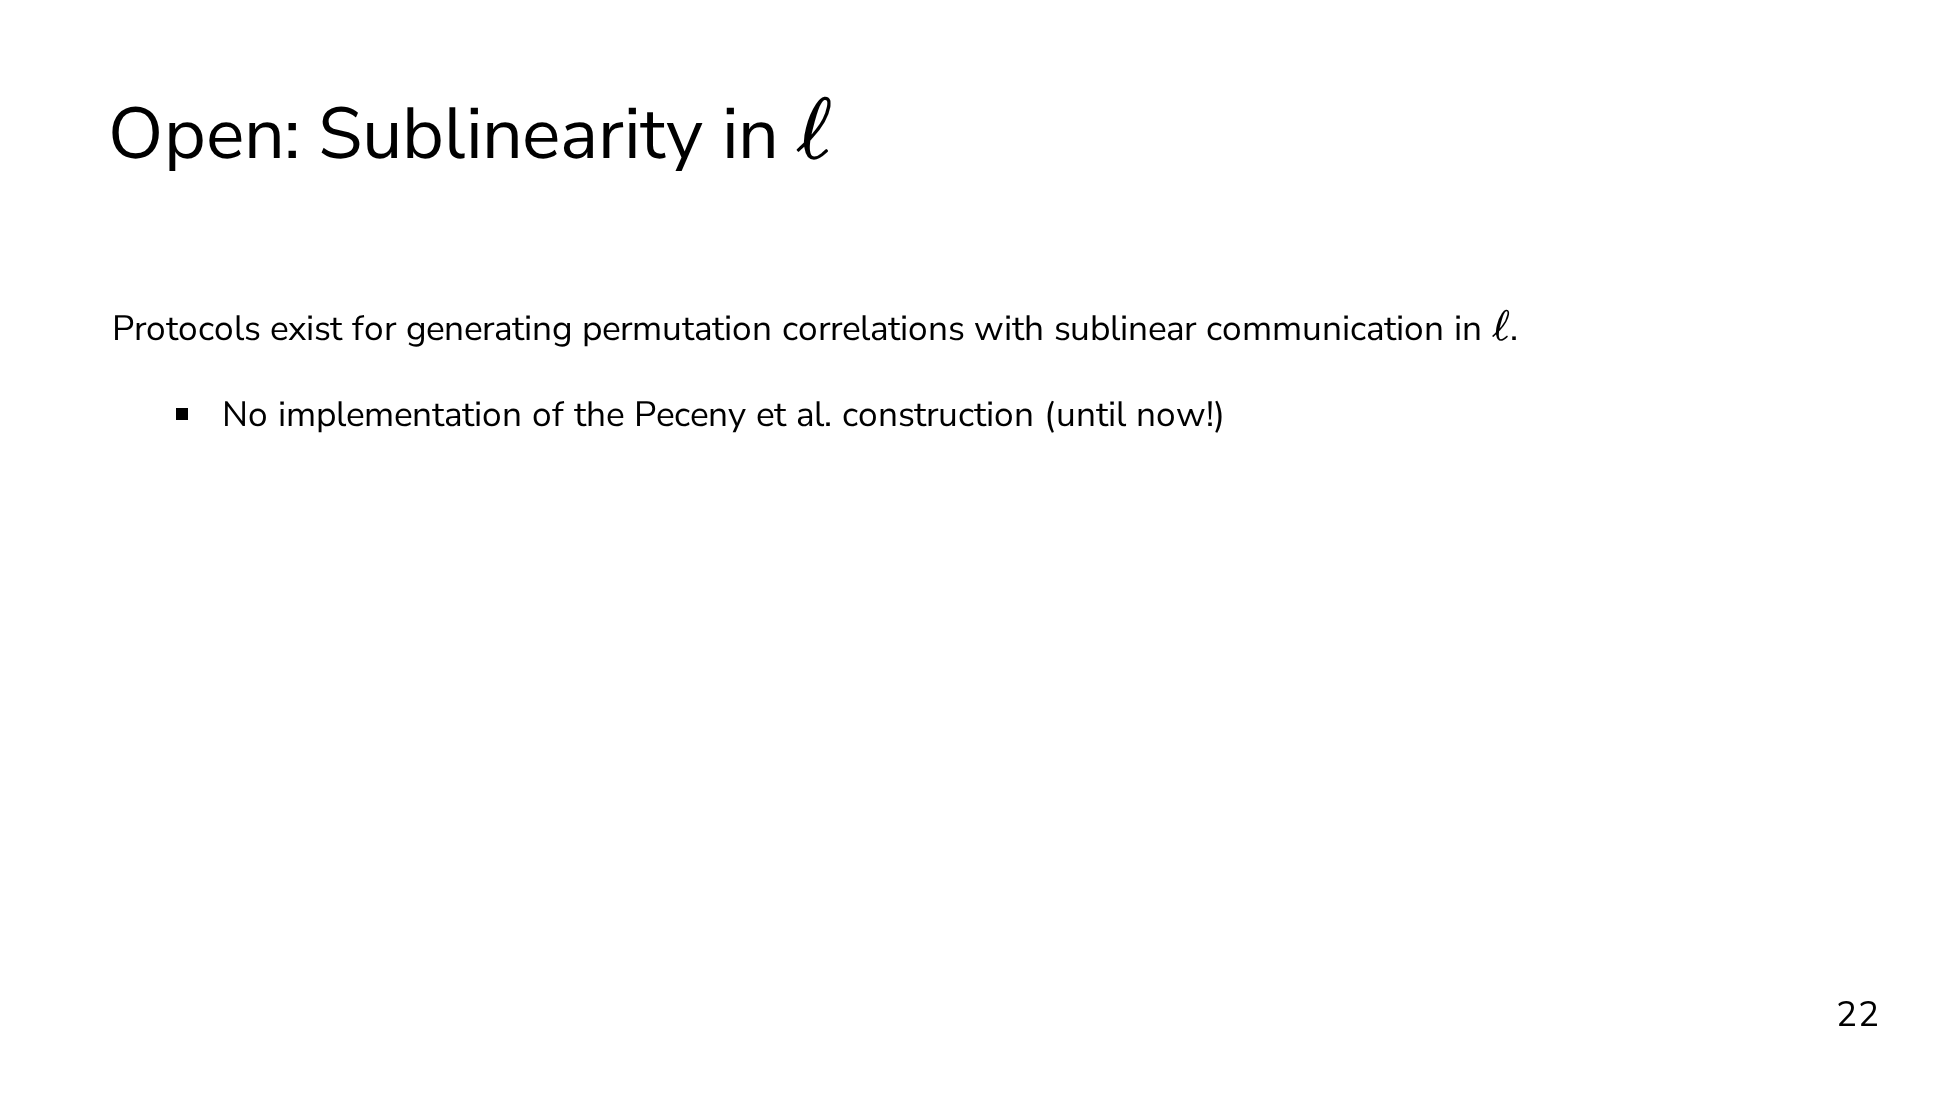 Open: Sublinearity in ℓ
Protocols exist for generating permutation correlations with sublinear communication in ℓ.
▪ No implementation of the Peceny et al. construction (until now!)
22